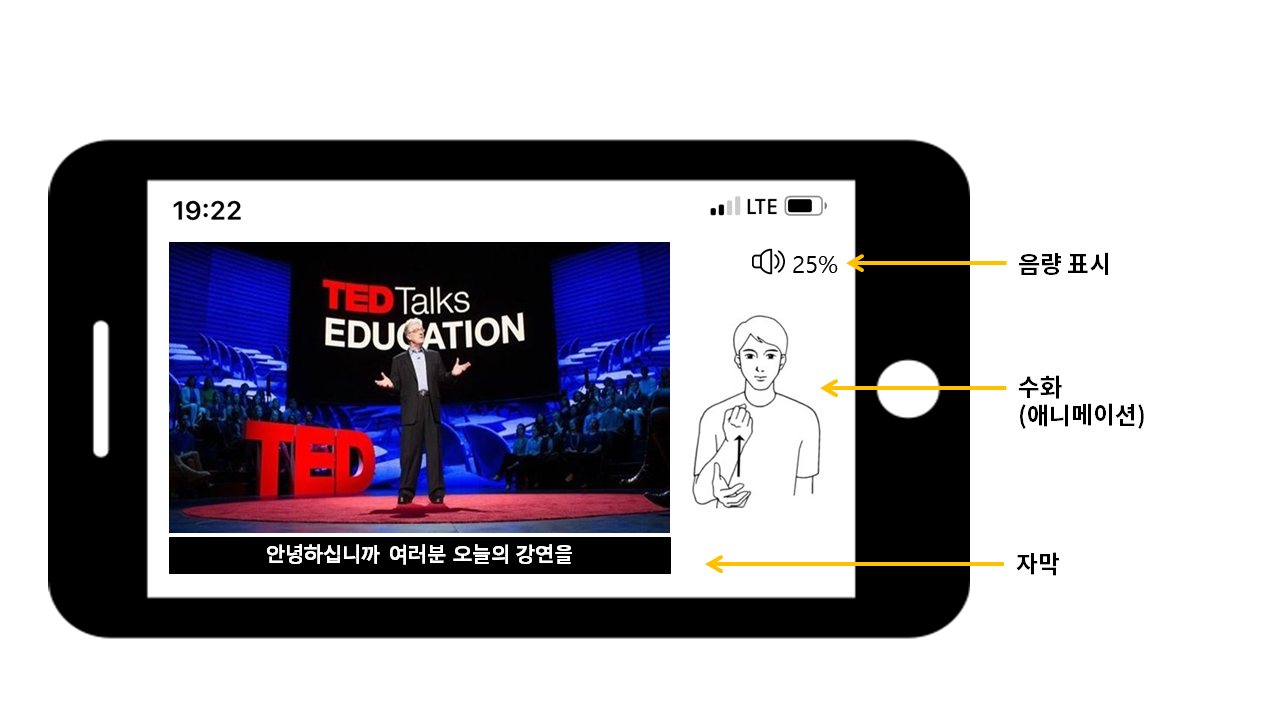 19:22
LTE
TED Talks
EDUCATION
TED
25%
음량 표시
수화
(애니메이션)
안녕하십니까 여러분 오늘의 강연을
자막